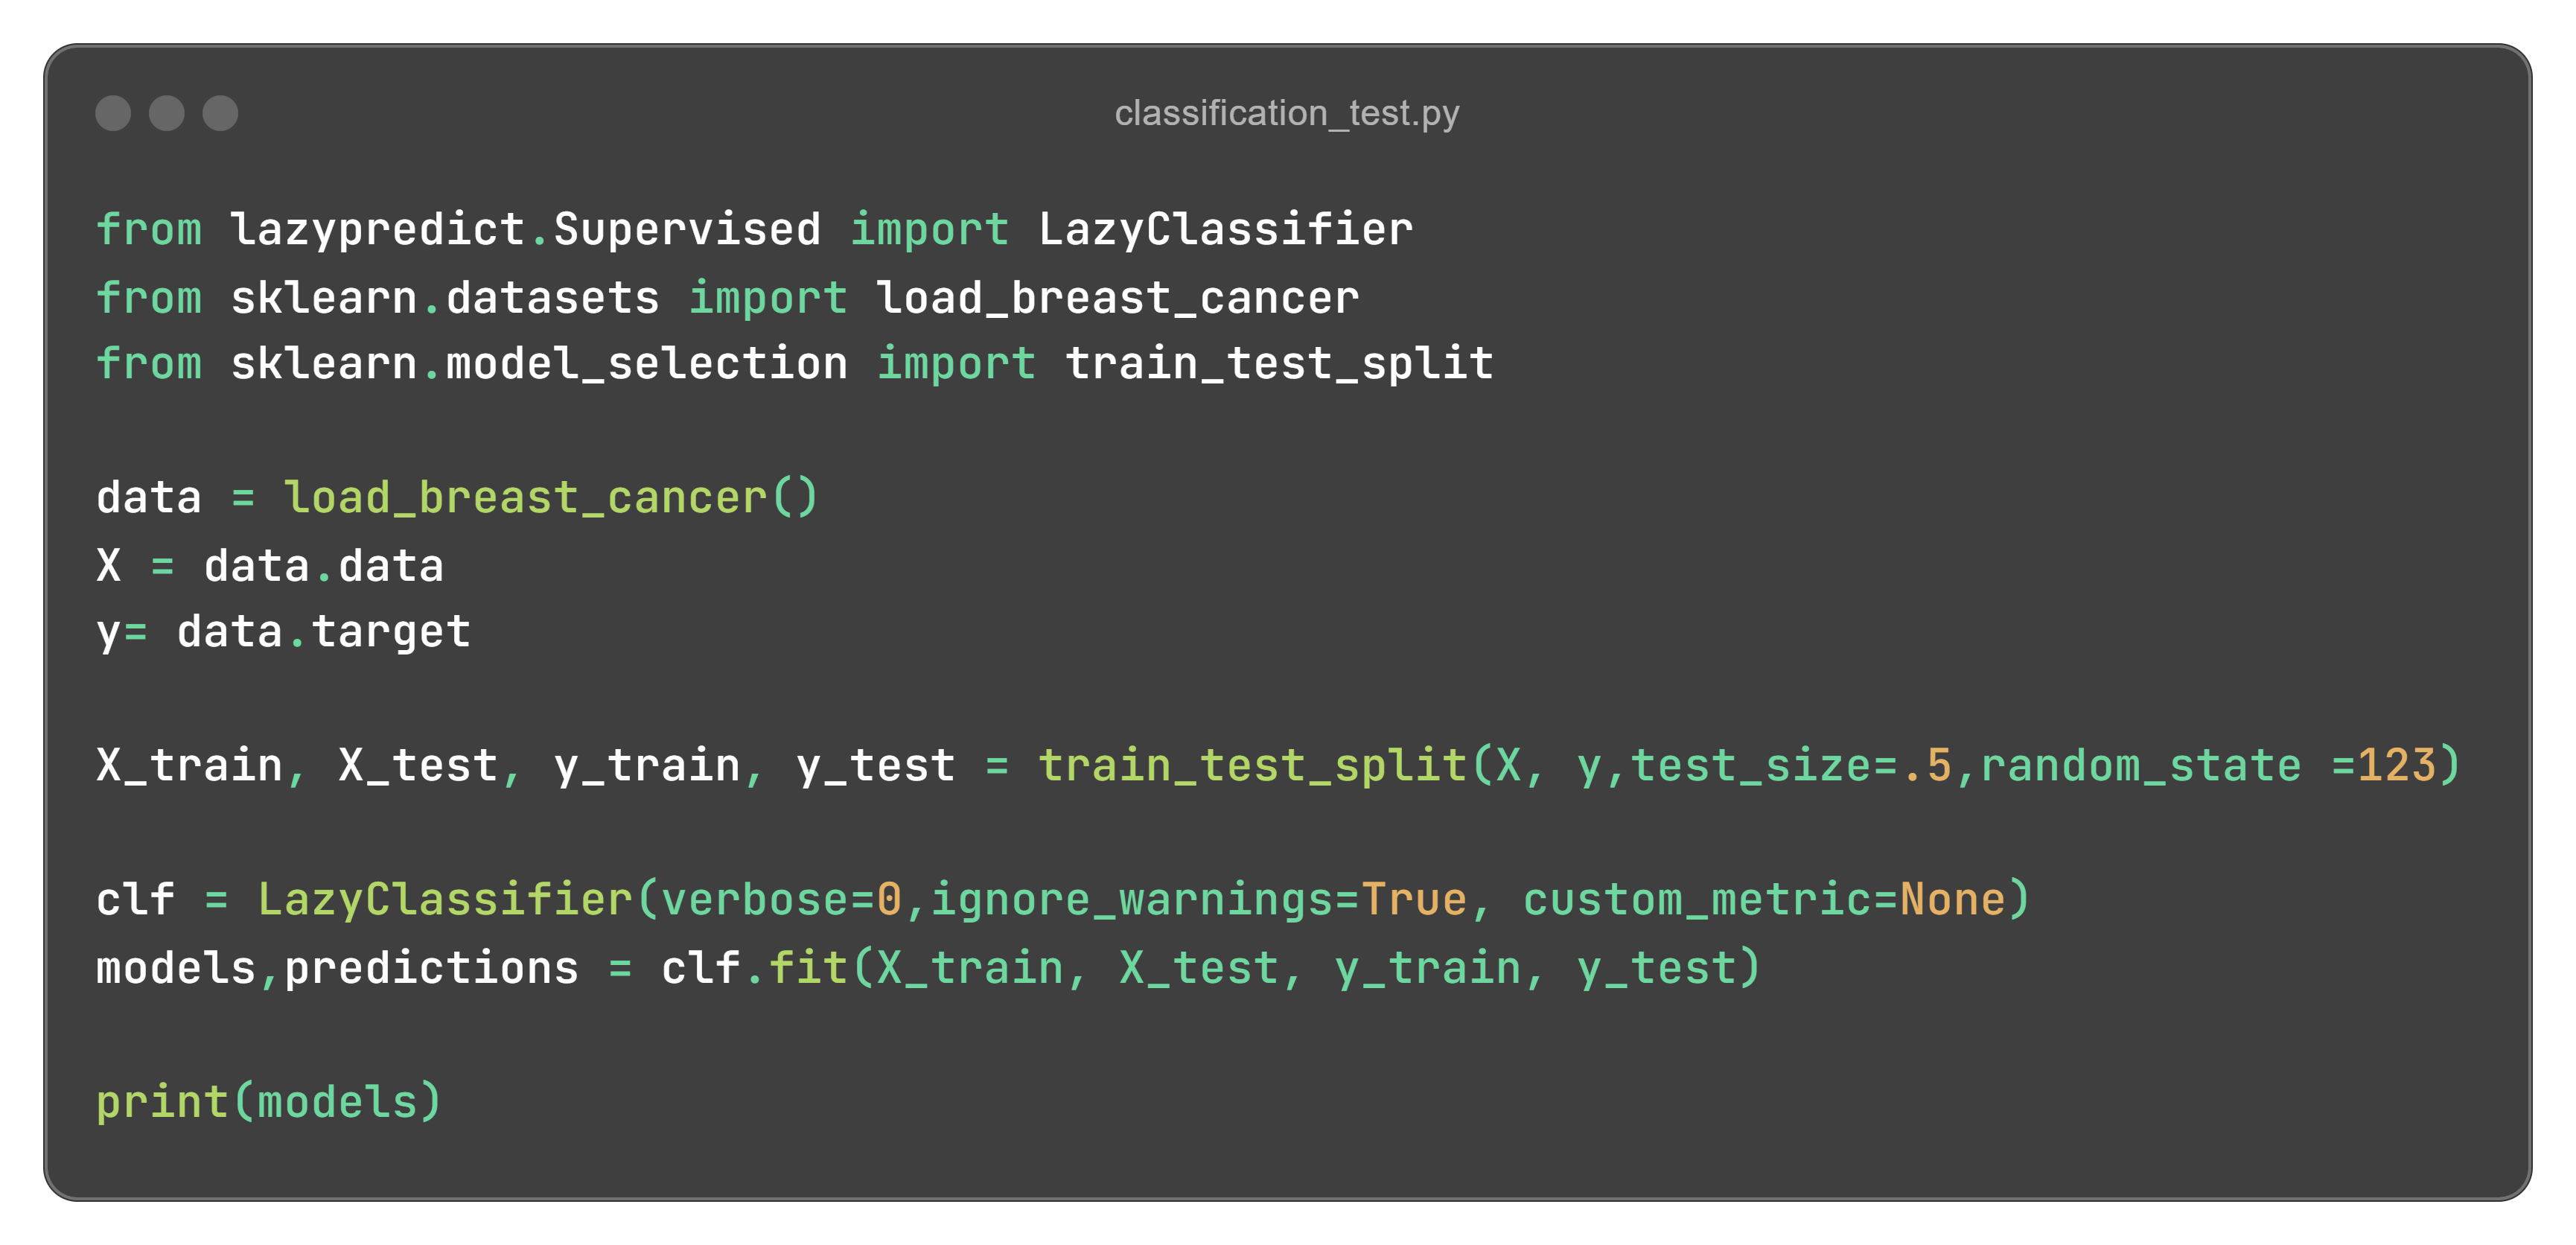 classification_test.py
from lazypredict.Supervised import LazyClassifier
from sklearn.datasets import load_breast_cancer
from sklearn.model_selection import train_test_split
data = load_breast_cancer()
X = data.data
y= data.target
X_train, X_test, y_train, y_test = train_test_split(X, y,test_size=.5,random_state =123)
clf = LazyClassifier(verbose=0,ignore_warnings=True, custom_metric=None)
models,predictions = clf.fit(X_train, X_test, y_train, y_test)
print(models)